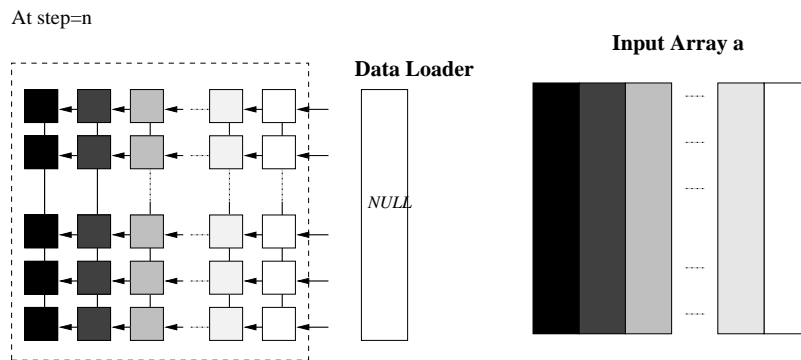 At step=n
Input Array a
Data Loader
NULL